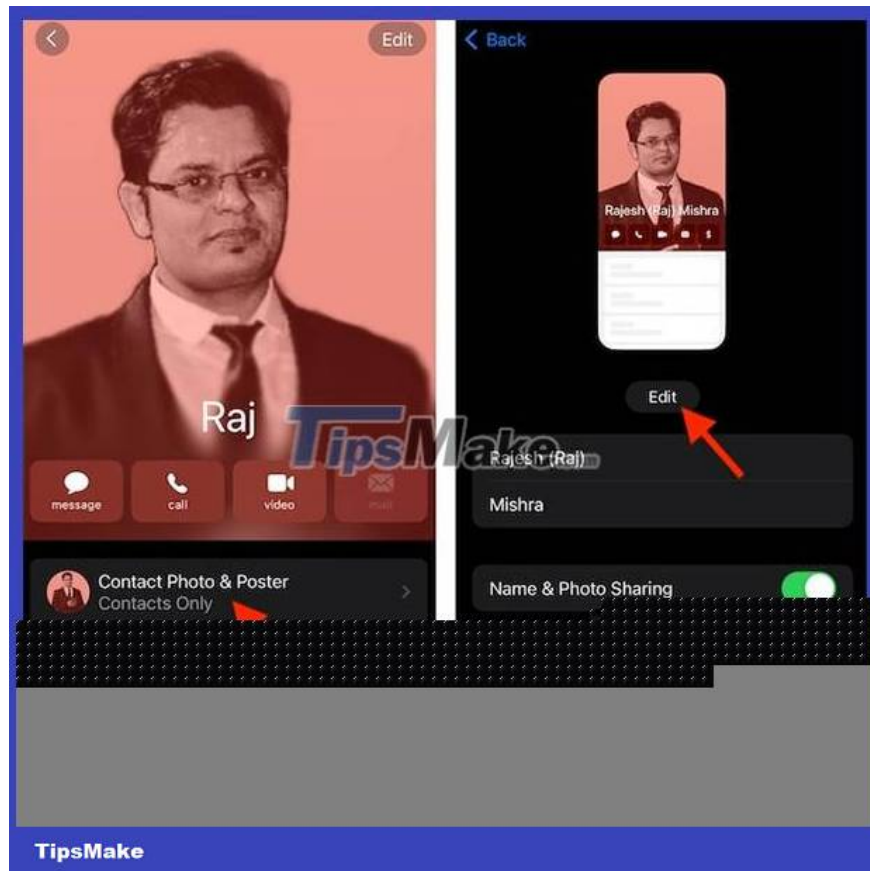 Edit
Raj
message
call
video
mail
Contact Photo & Poster
Contacts Only
Back
Rajesh (Raj) Mishra
$
Edit
Rajesh (Raj)
Mishra
Name & Photo Sharing
TipsMake.com
TipsMake